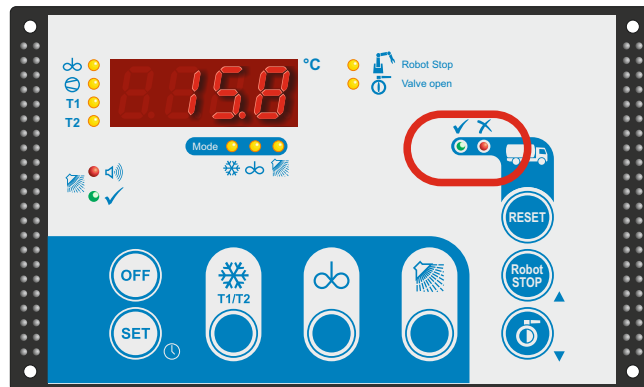 °C
15.8
Robot Stop
Valve open
T1
T2
Mode
RESET
OFF
T1/T2
Robot
STOP
SET